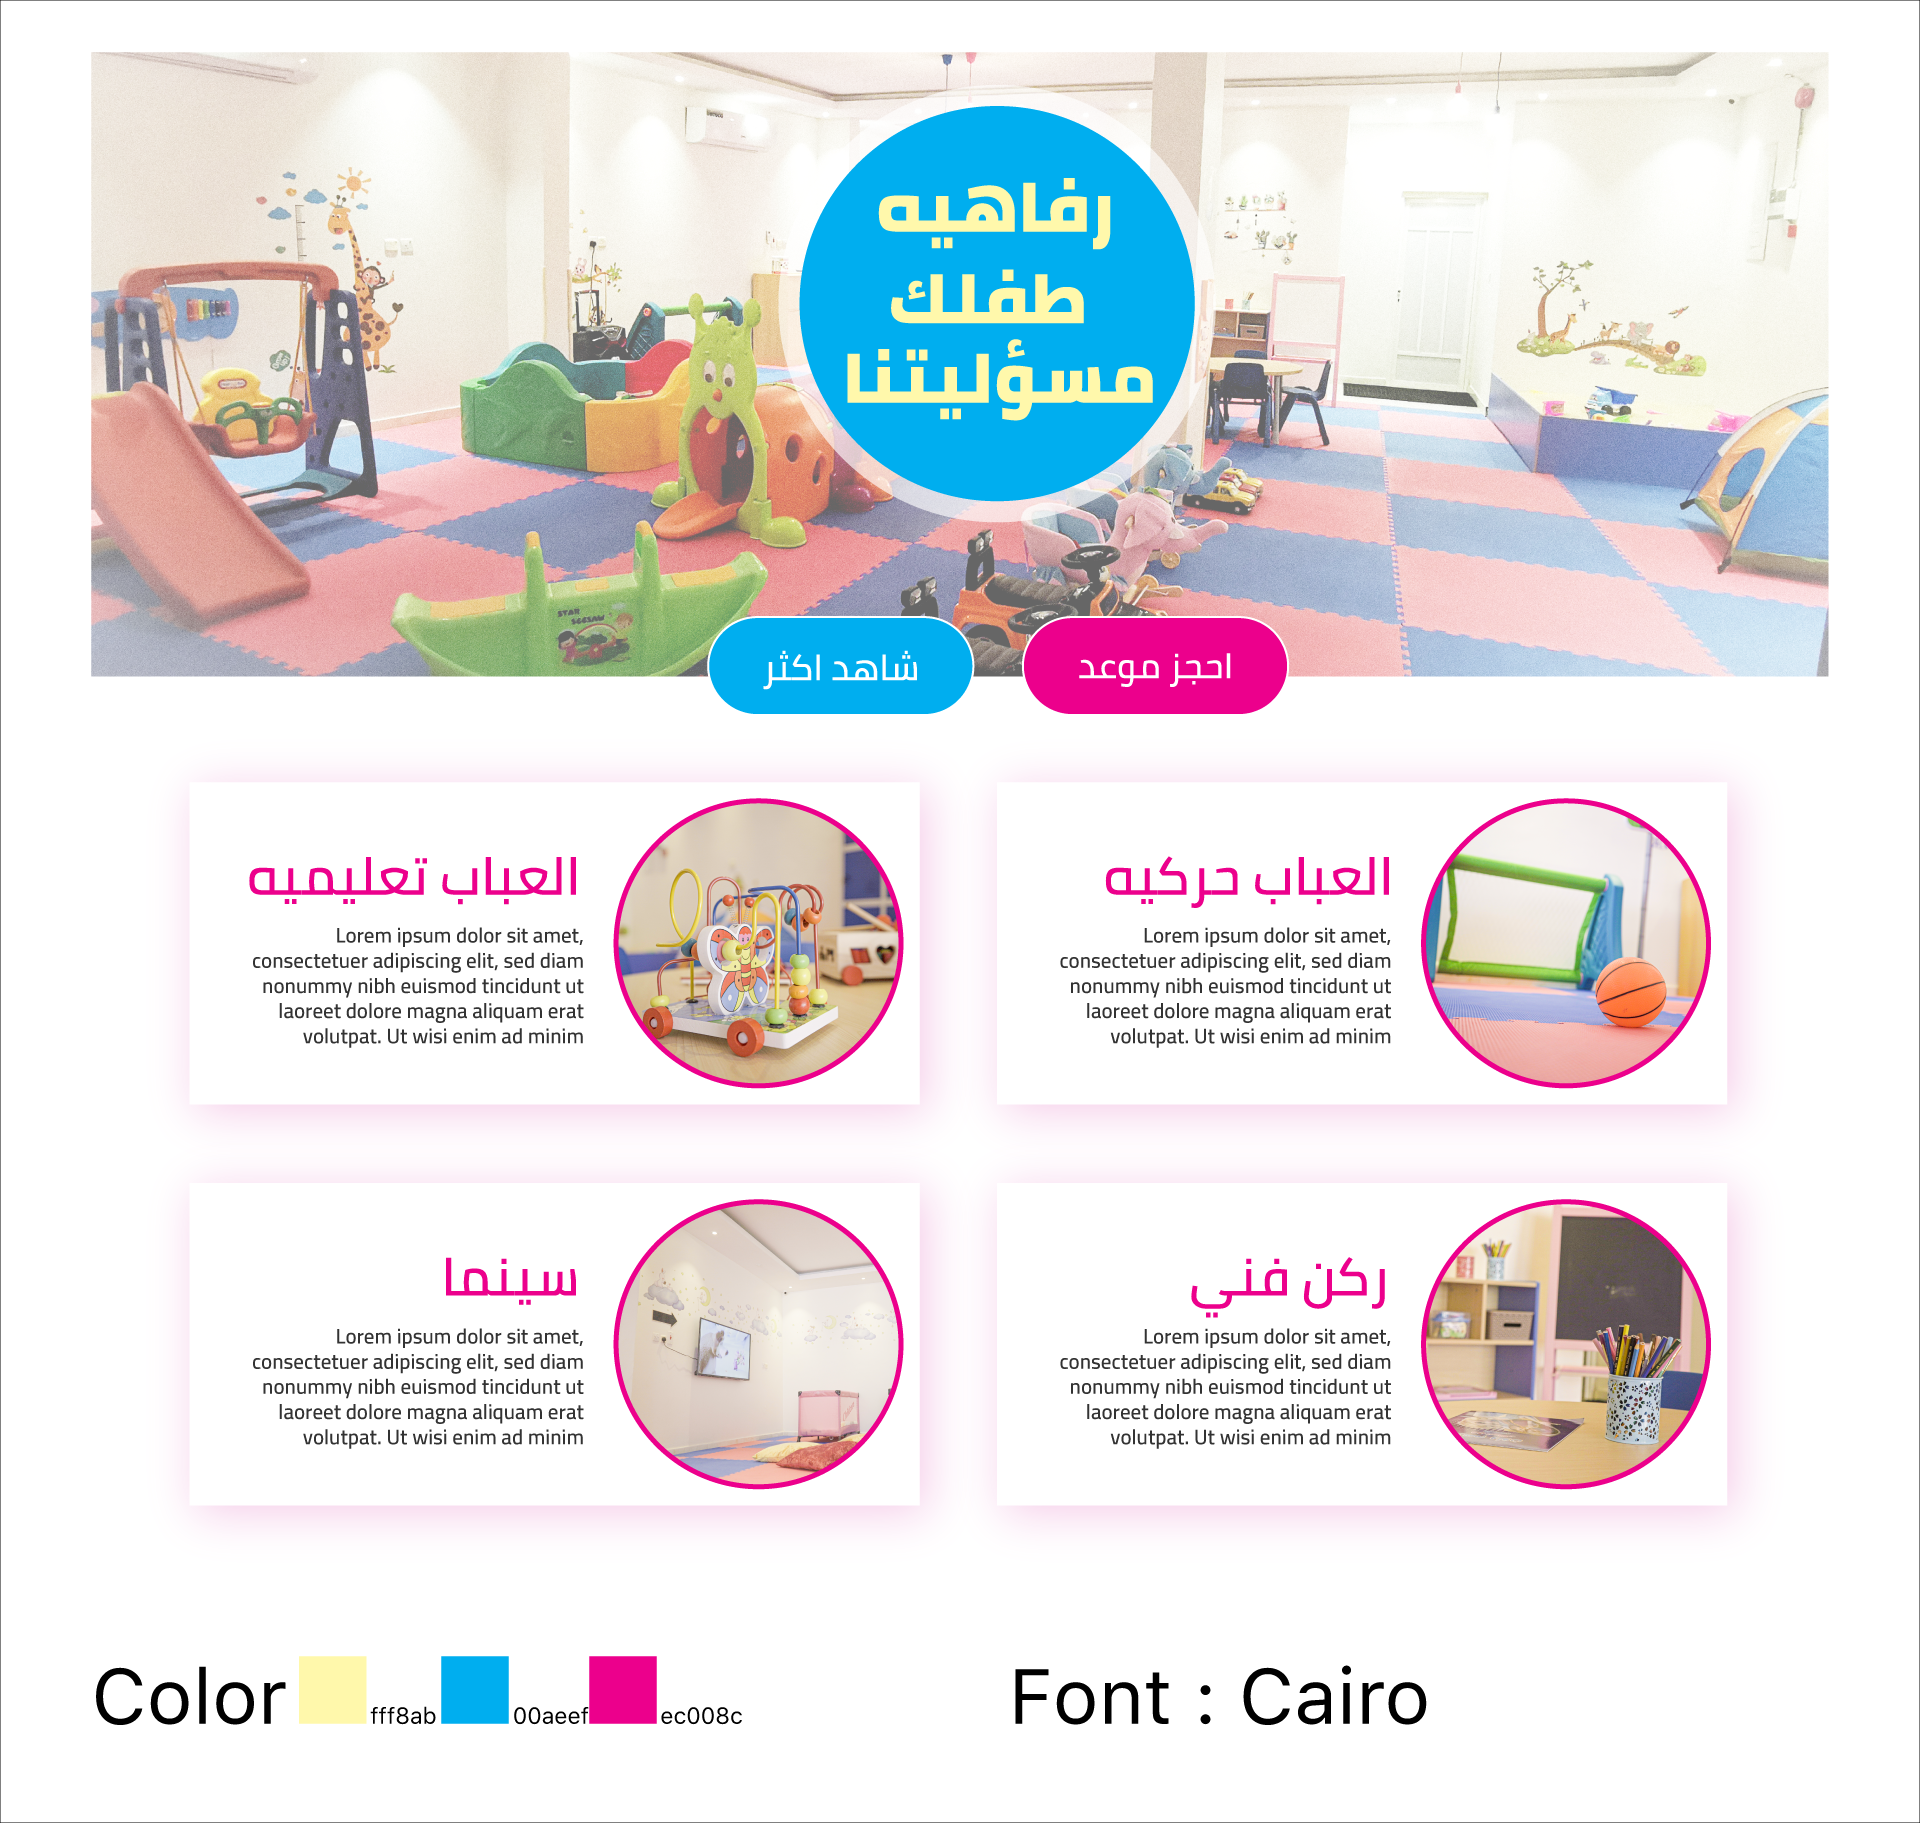 رفاهيه
طفلك
مسؤليتنا
STAR
SEESAW
احجز موعد
شاهد اكثر
العباب حركيه
Lorem ipsum dolor sit amet,
consectetuer adipiscing elit, sed diam
nonummy nibh euismod tincidunt ut
laoreet dolore magna aliquam erat
volutpat. Ut wisi enim ad minim
العباب تعليميه
Lorem ipsum dolor sit amet,
consectetuer adipiscing elit, sed diam
nonummy nibh euismod tincidunt ut
laoreet dolore magna aliquam erat
volutpat. Ut wisi enim ad minim
ركن فني
Lorem ipsum dolor sit amet,
consectetuer adipiscing elit, sed diam
nonummy nibh euismod tincidunt ut
laoreet dolore magna aliquam erat
volutpat. Ut wisi enim ad minim
سينما
Lorem ipsum dolor sit amet,
consectetuer adipiscing elit, sed diam
nonummy nibh euismod tincidunt ut
laoreet dolore magna aliquam erat
volutpat. Ut wisi enim ad minim
Color fff8ab 00aeef ec008c
Font : Cairo